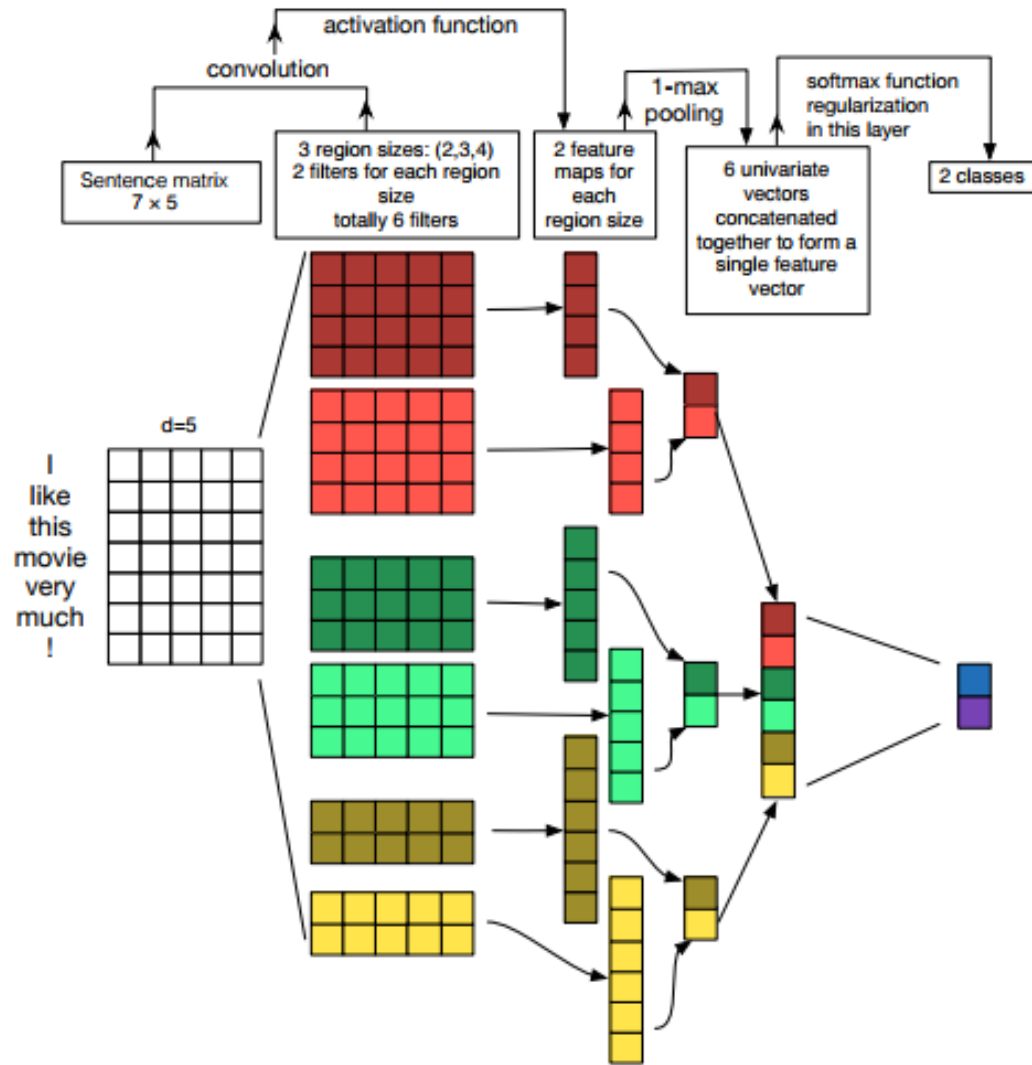 activation function
convolution
1-max
pooling
softmax function
regularization
in this layer
Sentence matrix
7 × 5
3 region sizes: (2,3,4)
2 filters for each region
size
totally 6 filters
2 feature
maps for
each
region size
6 univariate
vectors
concatenated
together to form a
single feature
vector
2 classes
d=5
I
like
this
movie
very
much
!